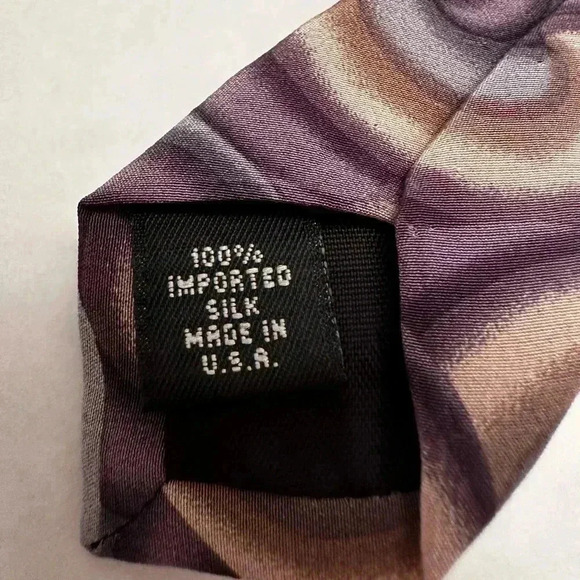 100%
IMPORTED
SILK
MADE IN
U.S.A.